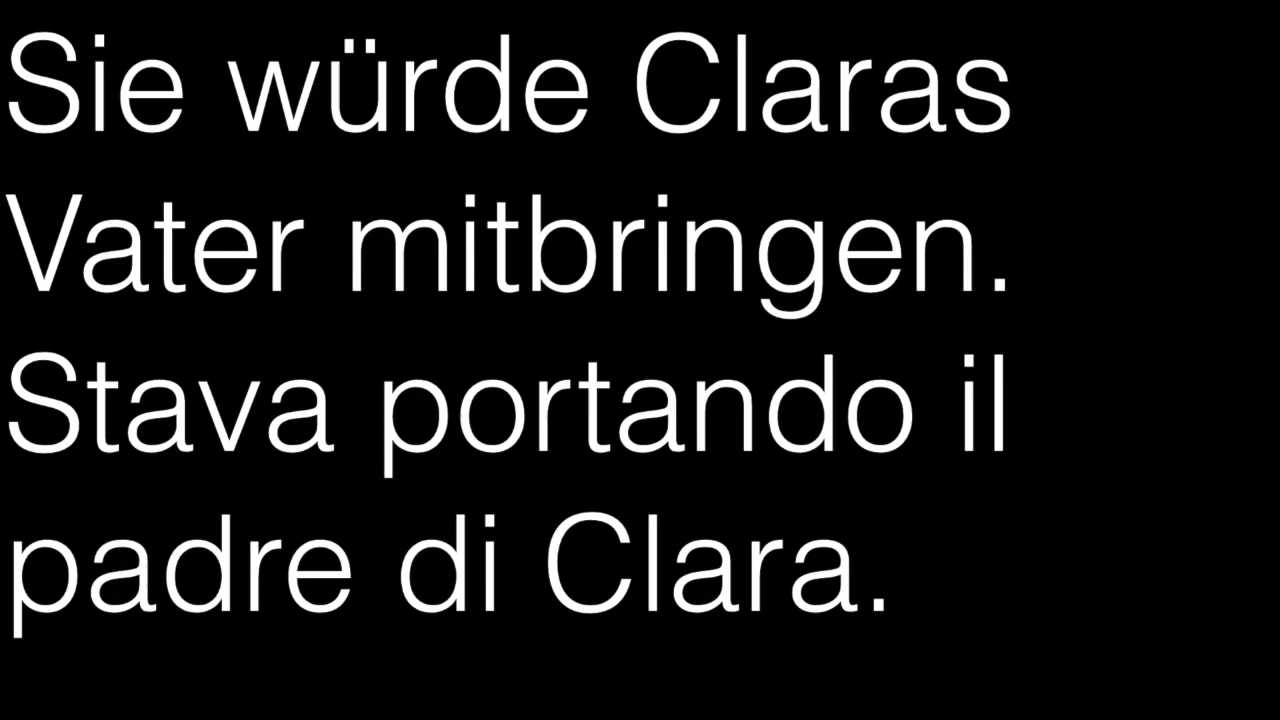 Sie würde Claras
Vater mitbringen.
Stava portando il
padre di Clara.